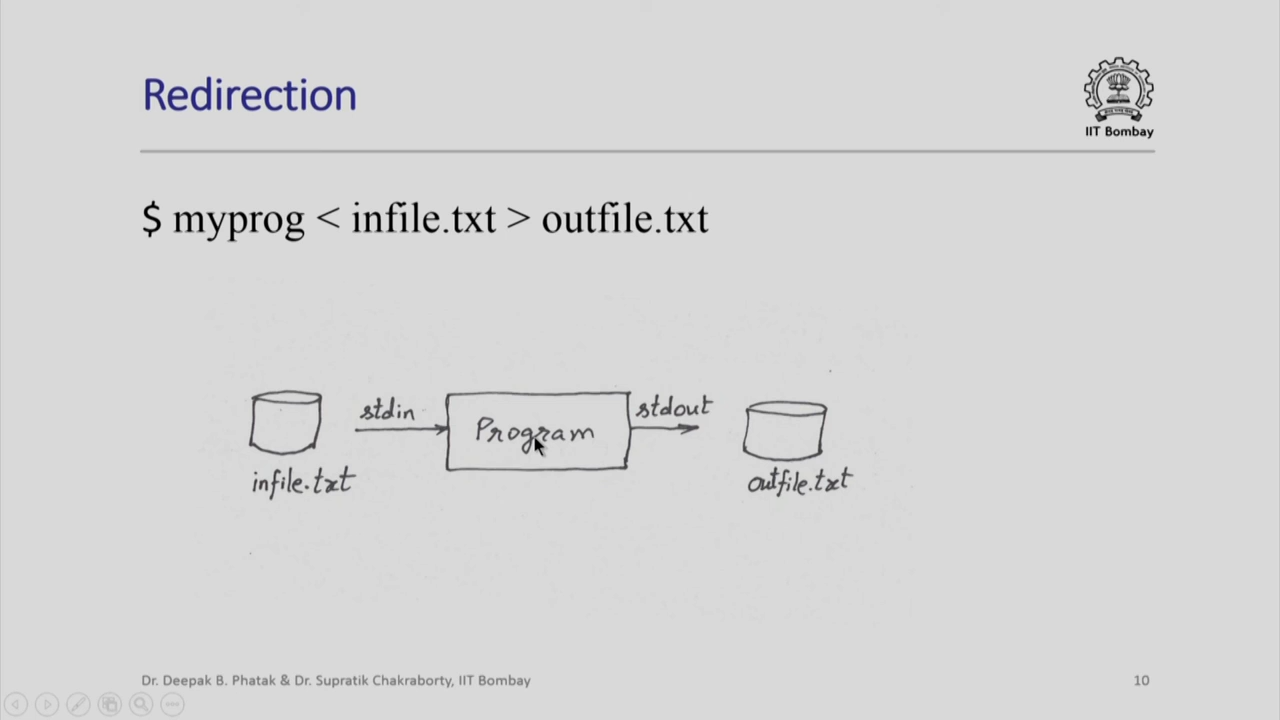 Redirection
IIT Bombay
$ myprog < infile.txt > outfile.txt
stdin
Program
stdout
infile.txt
outfile.txt
Dr. Deepak B. Phatak & Dr. Supratik Chakraborty, IIT Bombay
10